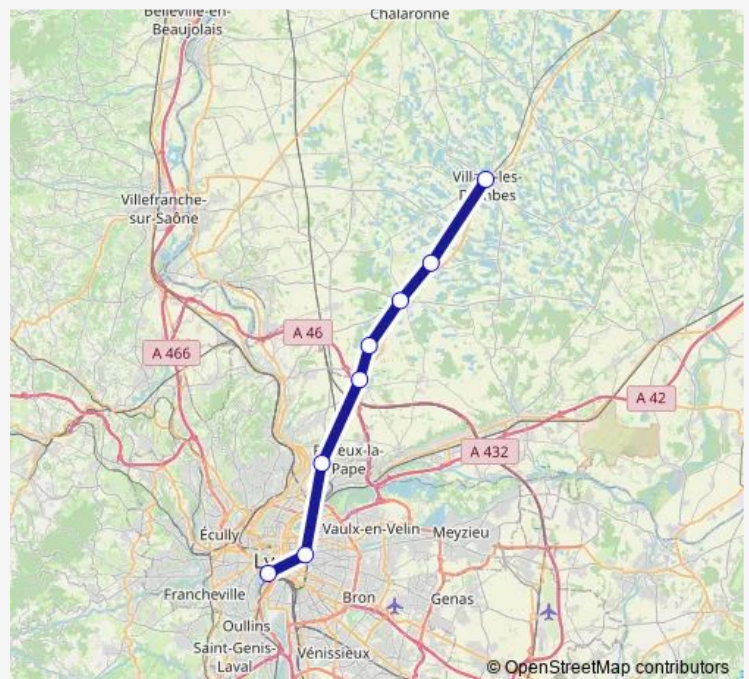 Belleville-en-
Beaujolais
Chalaronne
Villefranche-
sur-Saône
A 46
A 466
A 42
A 432
Pape
Vaulx-en-Velin
Meyzieu
Écully
Francheville
Bron
Genas
Oullins
Saint-Genis-
Laval
Vénissieux
© OpenStreetMap contributors